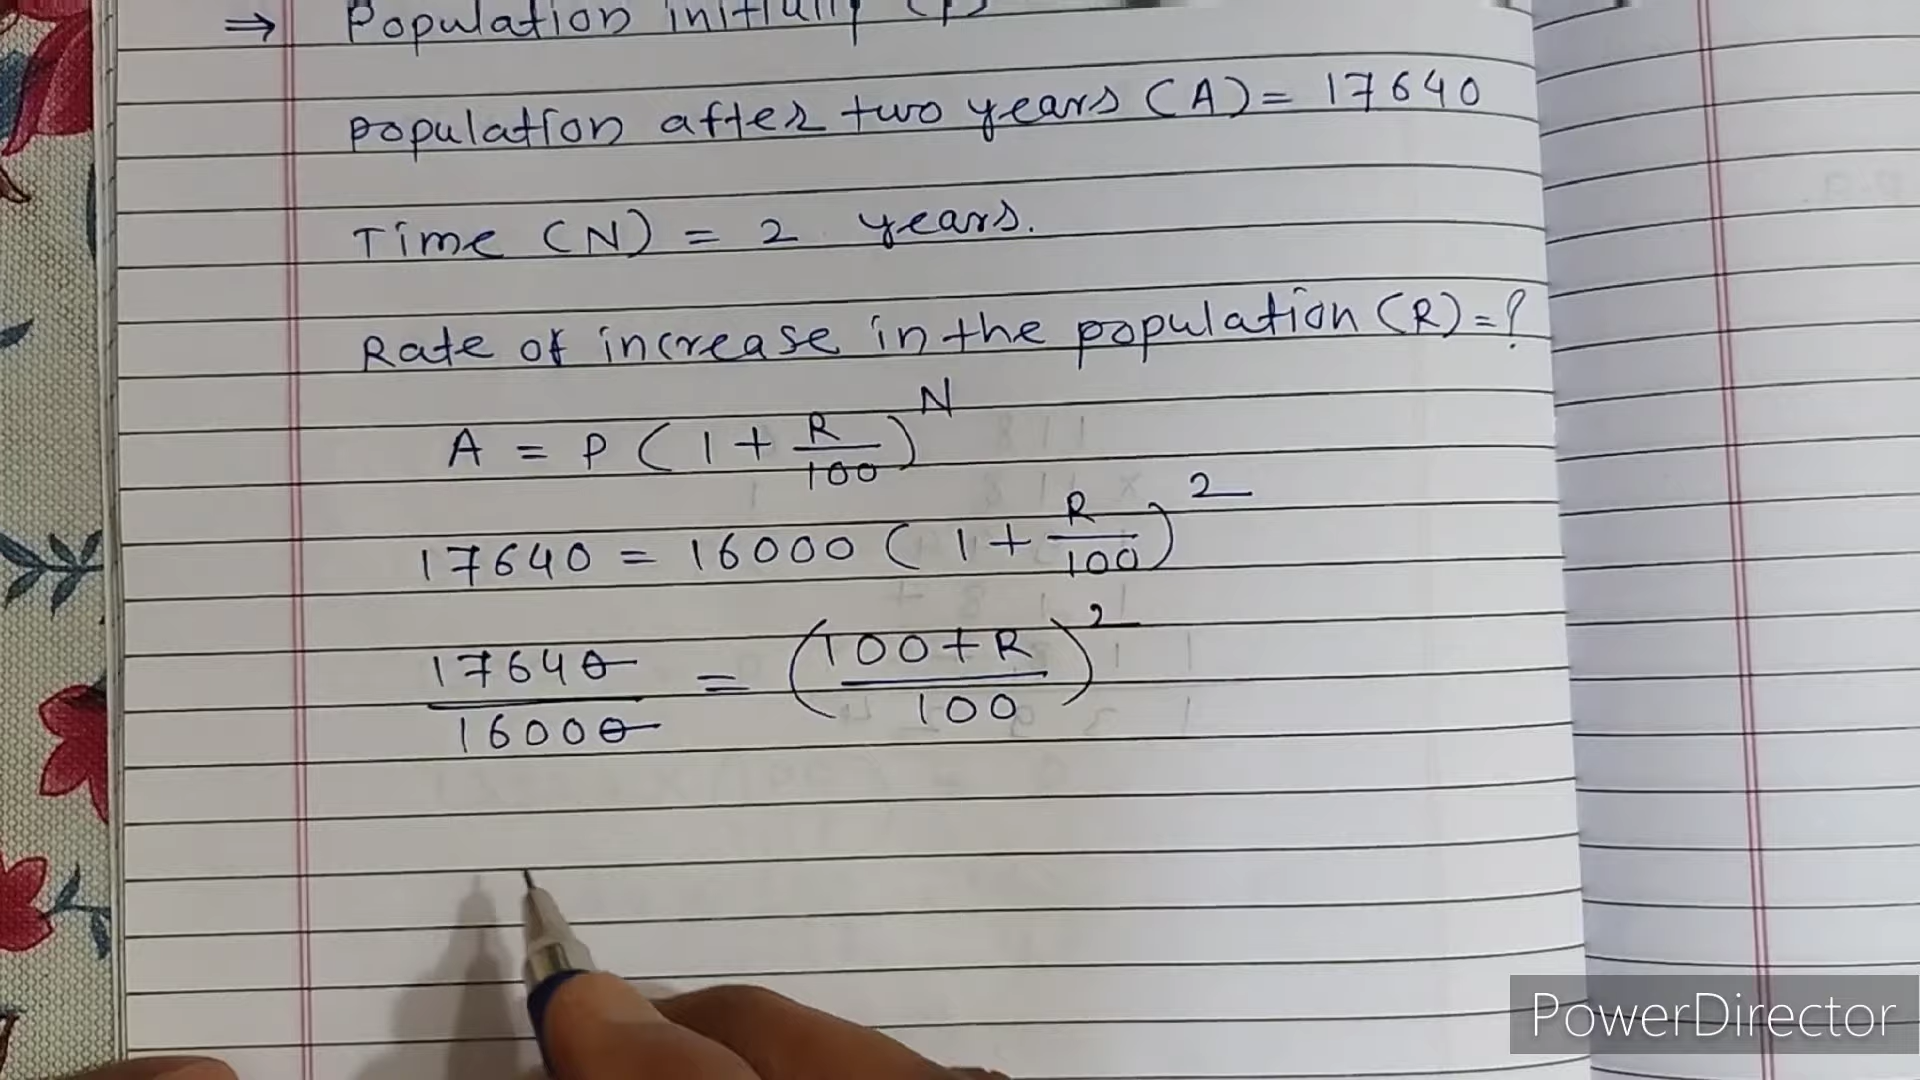 ⇒ Population initially (P)
Population after two years (A) = 17640
Time (N) = 2 years.
Rate of increase in the population (R) = ?
A = P (1 + R/100)^N
17640 = 16000 (1 + R/100)^2
17640/16000 = (100+R/100)^2
PowerDirector